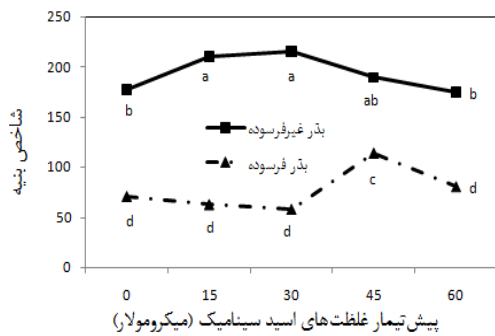 250
200
150
100
50
0
شاخص بنیه
a
a
b
ab
b
بذر غیرفرسوده
بذر فرسوده
c
d
d
d
d
0 15 30 45 60
پیش‌تیمار غلظت‌های اسید سینامیک (میکرومولار)